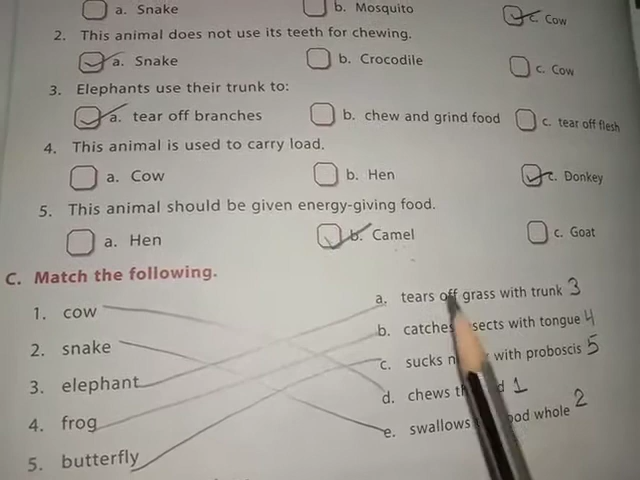 a. Snake b. Mosquito c. Cow
2. This animal does not use its teeth for chewing.
a. Snake b. Crocodile c. Cow
3. Elephants use their trunk to:
a. tear off branches b. chew and grind food c. tear off flesh
4. This animal is used to carry load.
a. Cow b. Hen c. Donkey
5. This animal should be given energy-giving food.
a. Hen b. Camel c. Goat
C. Match the following.
1. cow a. tears off grass with trunk 3
2. snake b. catches with tongue 4
3. elephant c. sucks with proboscis 5
4. frog d. chews 1
5. butterfly e. swallows whole 2